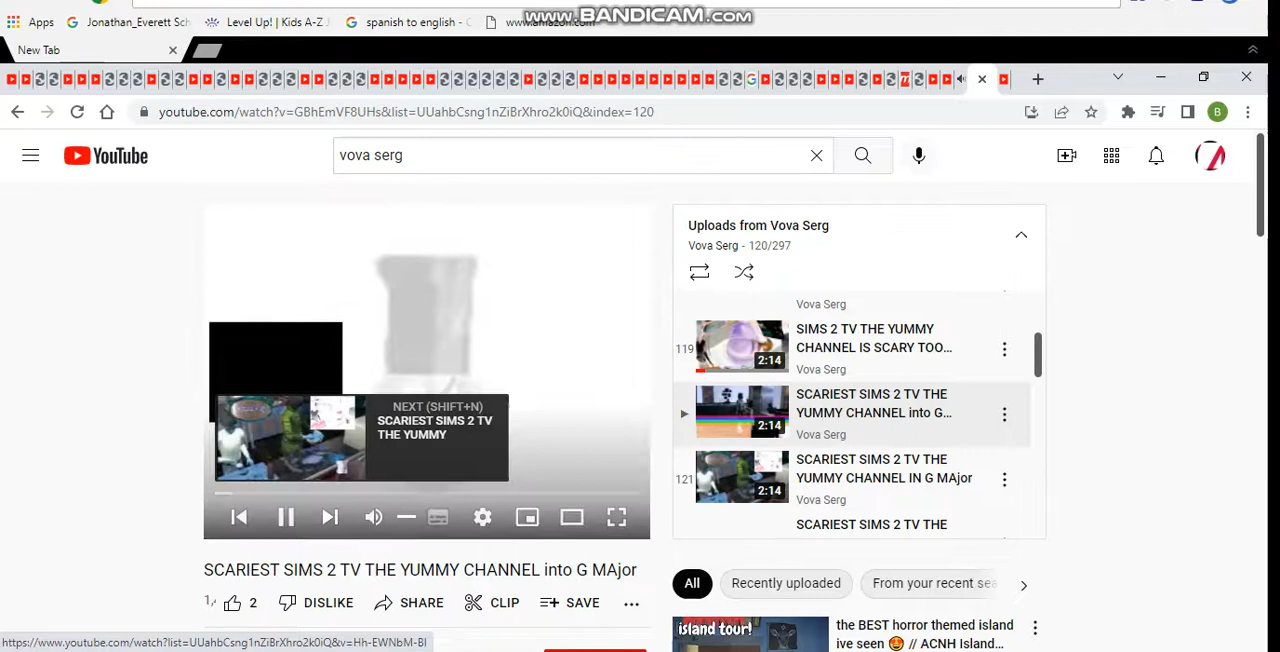 www.BANDICAM.com
Apps
Jonathan_Everett Sch
Level Up! | Kids A-Z
spanish to english - G
www.amazon.com
New Tab
youtube.com/watch?v=GBhEmVF8UHs&list=UUahbCsng1nZiBrXhro2k0iQ&index=120
B
YouTube
vova serg
Uploads from Vova Serg
Vova Serg - 120/297
Vova Serg
119
SIMS 2 TV THE YUMMY
CHANNEL IS SCARY TOO...
2:14
Vova Serg
SCARIEST SIMS 2 TV THE
YUMMY CHANNEL into G...
2:14
Vova Serg
121
SCARIEST SIMS 2 TV THE
YUMMY CHANNEL IN G MAjor
2:14
Vova Serg
SCARIEST SIMS 2 TV THE
NEXT (SHIFT+N)
SCARIEST SIMS 2 TV
THE YUMMY
SCARIEST SIMS 2 TV THE YUMMY CHANNEL into G MAjor
2
DISLIKE
SHARE
CLIP
SAVE
All
Recently uploaded
From your recent sea
island tour!
the BEST horror themed island
ive seen 🤩 // ACNH Island...
https://www.youtube.com/watch?list=UUahbCsng1nZiBrXhro2k0iQ&v=Hh-EWNbM-BI